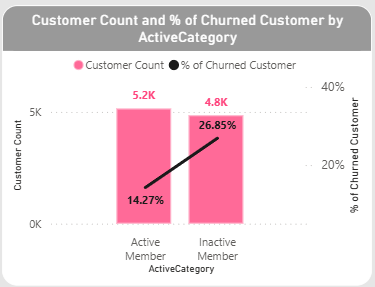 Customer Count and % of Churned Customer by
ActiveCategory
Customer Count % of Churned Customer
40%
5.2K
4.8K
5K
26.85%
20%
14.27%
0K
Customer Count
% of Churned Customer
Active
Member
Inactive
Member
ActiveCategory